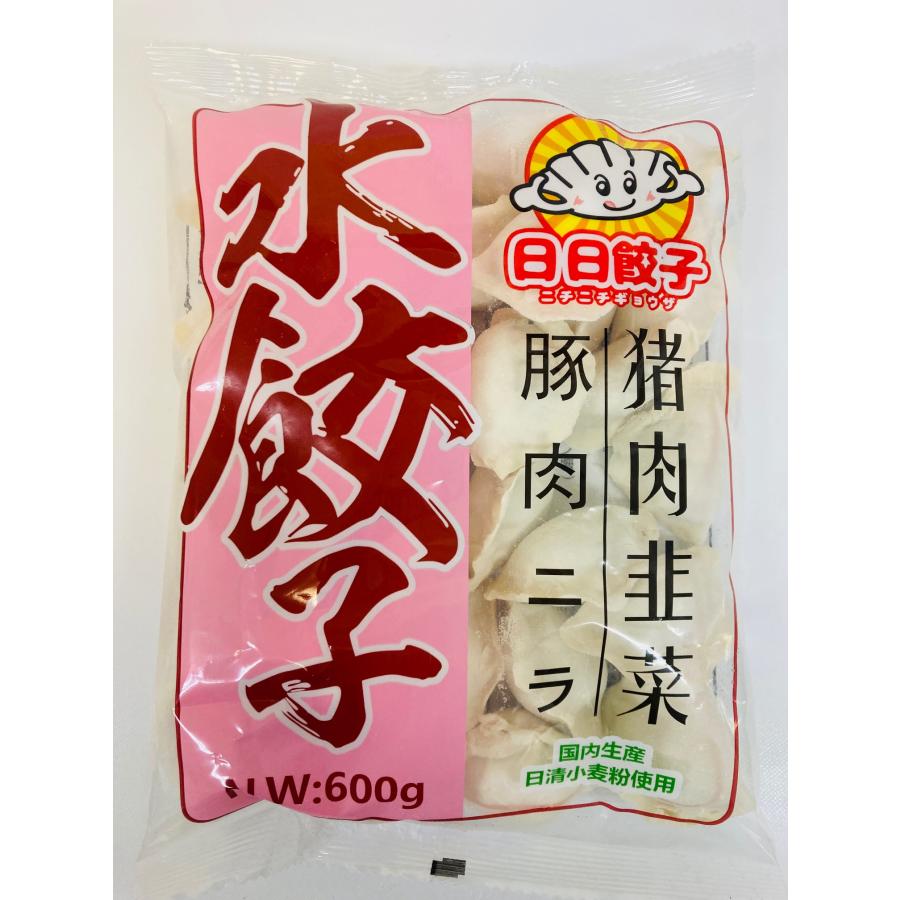 水餃子
日日餃子
ニチニチギョウザ
猪肉韭菜
豚肉ニラ
国内生産
日清小麦粉使用
N.W:600g